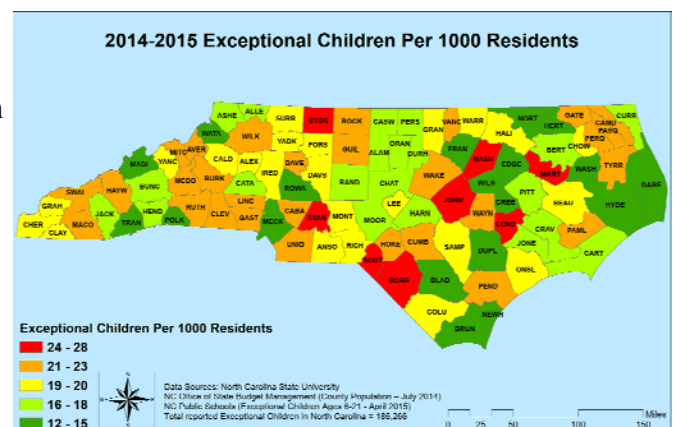 2014-2015 Exceptional Children Per 1000 Residents
ASHE ALLE SURR STOK ROCK CASW PERS GRAN VANC WARR NORT HERT GATE CAMD PASQ CURR
WATA WILK YADK FORS GUIL ALAM ORAN DURH FRAN HALI BERT CHOW PERQ
MADI YANC MITC AVER CALD ALEX IRED DAVE DAVS WAKE NASH EDGE MART WASH TYRR DARE
SWAI HAYW BUNC MCDO BURK CATA ROWA RAND CHAT WILS PITT BEAU HYDE
GRAH JACK HEND RUTH LINC CABA STAN MONT LEE HARN JOHN GREE
CHER CLAY MACO TRAN POLK CLEV GAST MECK MOOR WAYN LENO CRAV PAML
UNIO ANSO RICH HOKE CUMB SAMP DUPL JONE CART
SCOT ROBE BLAD PEND ONSL
COLU NEWH
BRUN
Exceptional Children Per 1000 Residents
24 - 28
21 - 23
19 - 20
16 - 18
12 - 15
N
Data Sources: North Carolina State University
NC Office of State Budget Management (County Population – July 2014)
NC Public Schools (Exceptional Children Ages 6-21 - April 2015)
Total reported Exceptional Children in North Carolina = 186,266
Miles
0 25 50 100 150